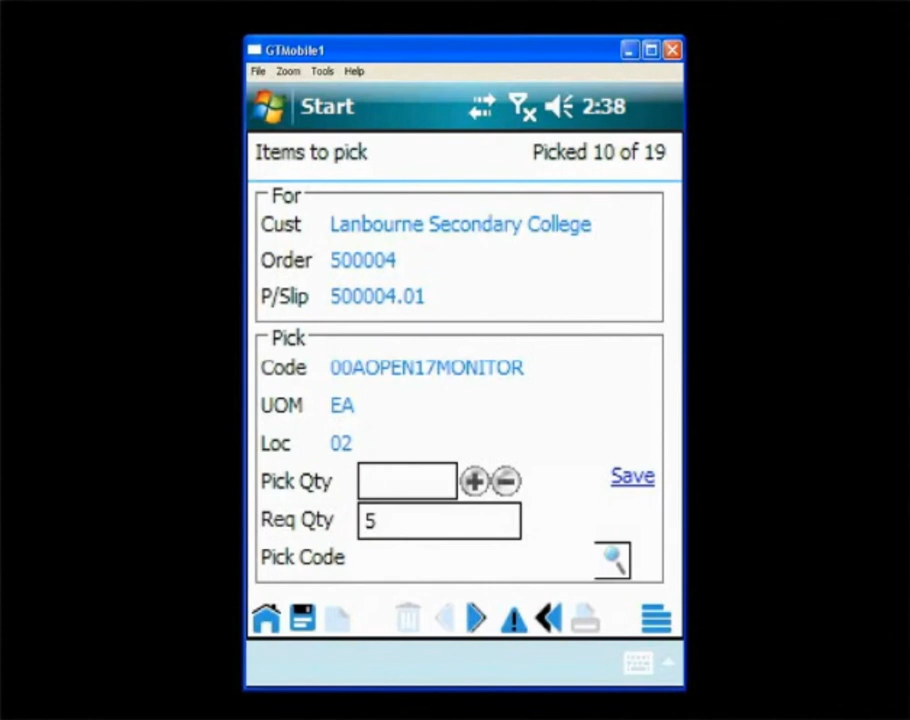 GTMobile1
File Zoom Tools Help
Start 2:38
Items to pick Picked 10 of 19
For
Cust Lanbourne Secondary College
Order 500004
P/Slip 500004.01
Pick
Code 00AOPEN17MONITOR
UOM EA
Loc 02
Pick Qty Save
Req Qty 5
Pick Code